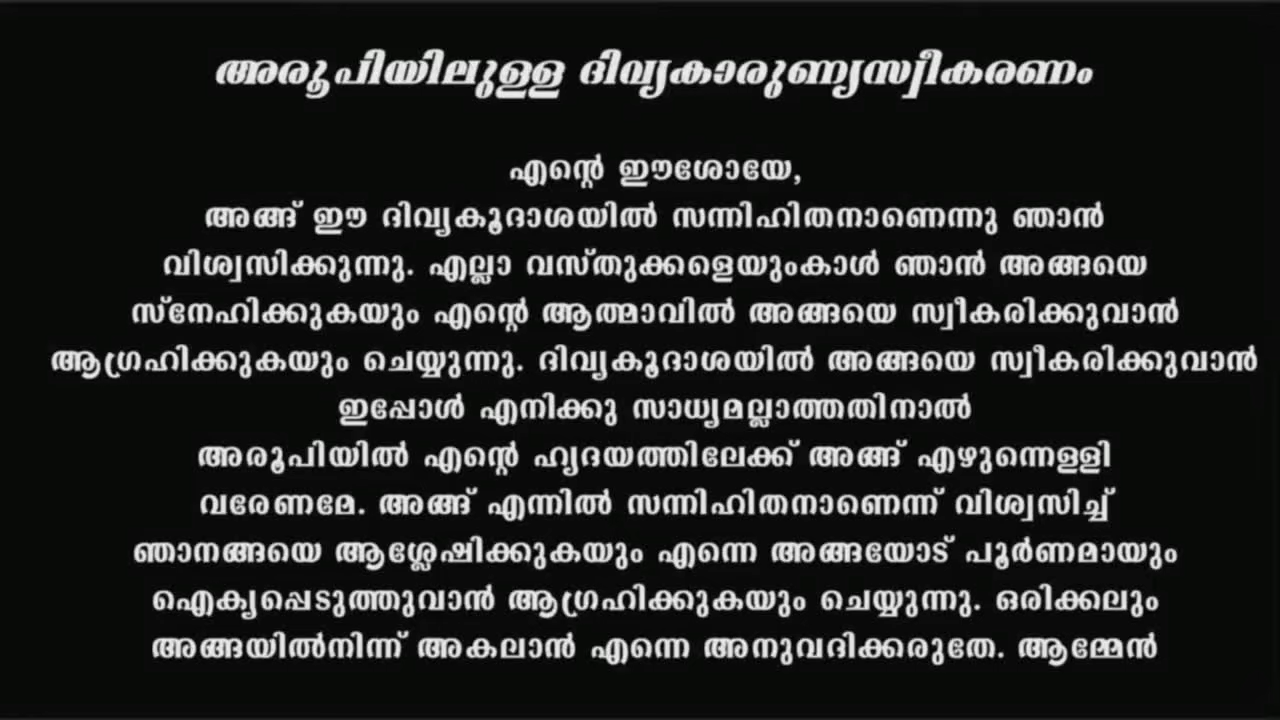 അരൂപിയിലുള്ള ദിവ്യകാരുണ്യസ്വീകരണം
എന്റെ ഈശോയേ,
അങ്ങ് ഈ ദിവ്യകൂദാശയിൽ സന്നിഹിതനാണെന്നു ഞാൻ
വിശ്വസിക്കുന്നു. എല്ലാ വസ്തുക്കളെയുംകാൾ ഞാൻ അങ്ങയെ
സ്നേഹിക്കുകയും എന്റെ ആത്മാവിൽ അങ്ങയെ സ്വീകരിക്കുവാൻ
ആഗ്രഹിക്കുകയും ചെയ്യുന്നു. ദിവ്യകൂദാശയിൽ അങ്ങയെ സ്വീകരിക്കുവാൻ
ഇപ്പോൾ എനിക്കു സാധ്യമല്ലാത്തതിനാൽ
അരൂപിയിൽ എന്റെ ഹൃദയത്തിലേക്ക് അങ്ങ് എഴുന്നെള്ളി
വരേണമേ. അങ്ങ് എന്നിൽ സന്നിഹിതനാണെന്ന് വിശ്വസിച്ച്
ഞാനങ്ങയെ ആശ്ലേഷിക്കുകയും എന്നെ അങ്ങയോട് പൂർണമായും
ഐക്യപ്പെടുത്തുവാൻ ആഗ്രഹിക്കുകയും ചെയ്യുന്നു. ഒരിക്കലും
അങ്ങയിൽനിന്ന് അകലാൻ എന്നെ അനുവദിക്കരുതേ. ആമ്മേൻ